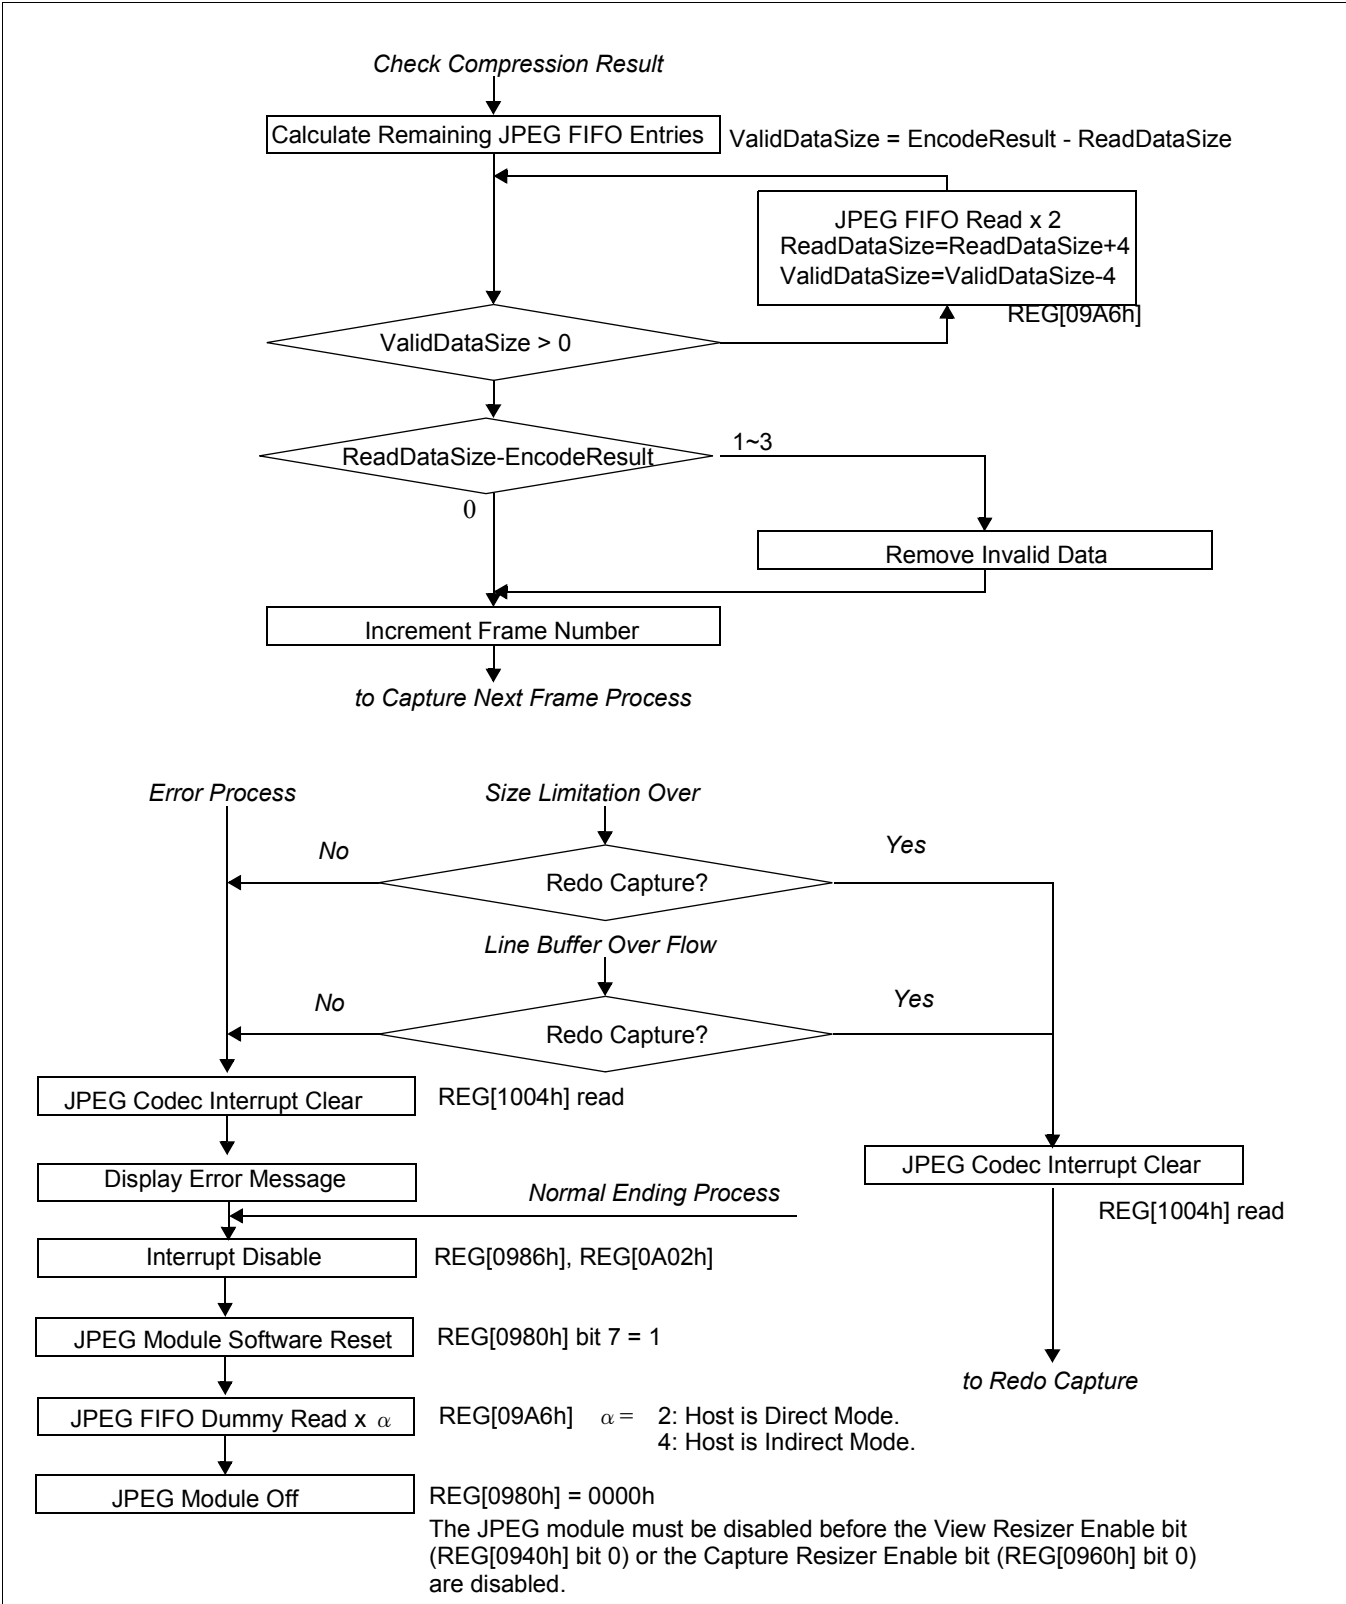 Check Compression Result
Calculate Remaining JPEG FIFO Entries
ValidDataSize = EncodeResult - ReadDataSize
JPEG FIFO Read x 2
ReadDataSize=ReadDataSize+4
ValidDataSize=ValidDataSize-4
REG[09A6h]
ValidDataSize > 0
ReadDataSize-EncodeResult
1~3
0
Remove Invalid Data
Increment Frame Number
to Capture Next Frame Process
Error Process
Size Limitation Over
No
Redo Capture?
Yes
Line Buffer Over Flow
No
Redo Capture?
Yes
JPEG Codec Interrupt Clear
REG[1004h] read
Display Error Message
Normal Ending Process
JPEG Codec Interrupt Clear
REG[1004h] read
Interrupt Disable
REG[0986h], REG[0A02h]
JPEG Module Software Reset
REG[0980h] bit 7 = 1
to Redo Capture
JPEG FIFO Dummy Read x α
REG[09A6h] α = 2: Host is Direct Mode.
4: Host is Indirect Mode.
JPEG Module Off
REG[0980h] = 0000h
The JPEG module must be disabled before the View Resizer Enable bit
(REG[0940h] bit 0) or the Capture Resizer Enable bit (REG[0960h] bit 0)
are disabled.